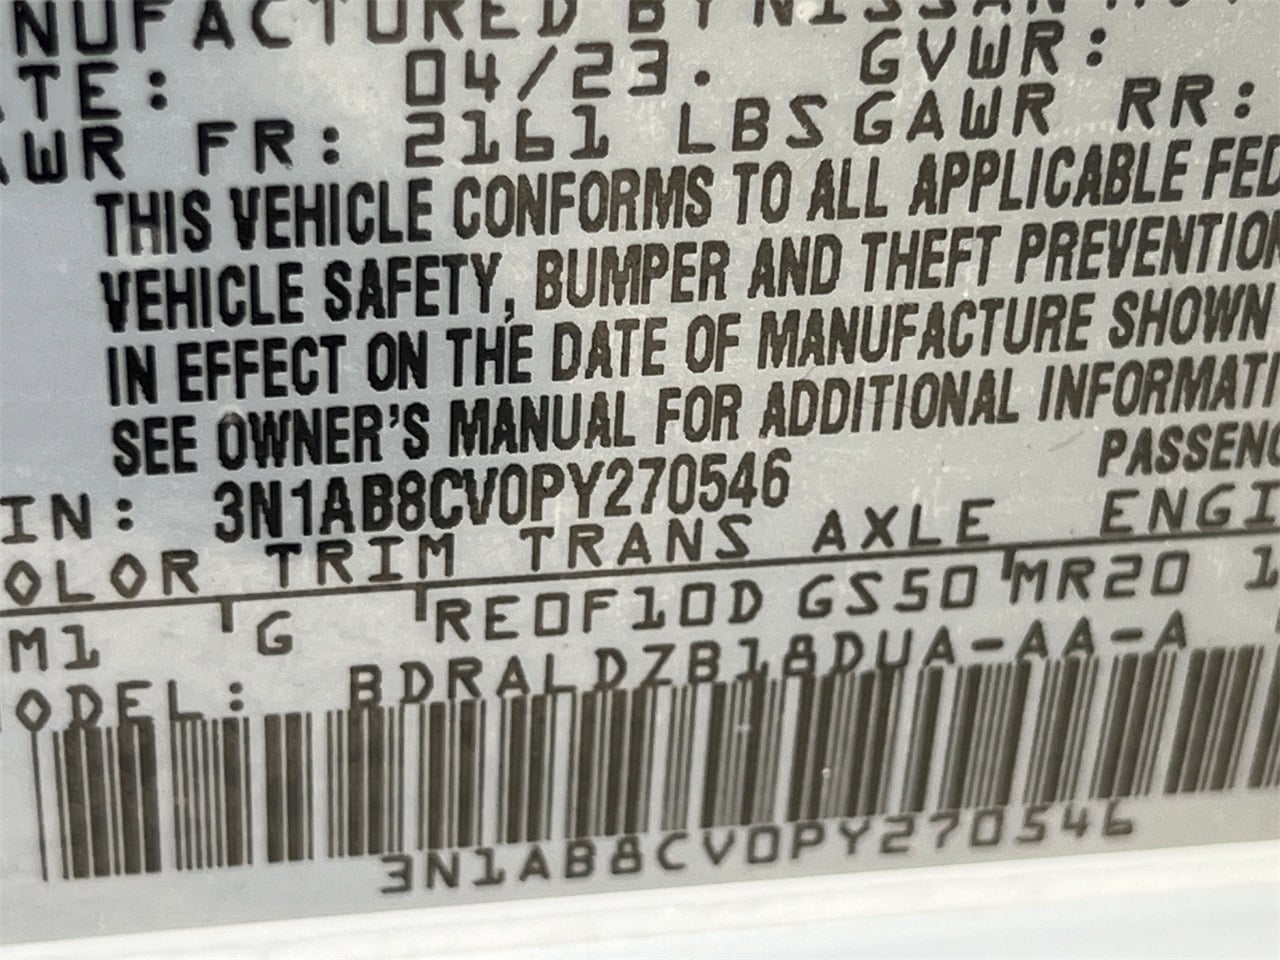 NUFACTURED BY NISSAN
TE: 04/23. GVWR:
WR FR: 2161 LBS GAWR RR:
THIS VEHICLE CONFORMS TO ALL APPLICABLE FED
VEHICLE SAFETY, BUMPER AND THEFT PREVENTION
IN EFFECT ON THE DATE OF MANUFACTURE SHOWN
SEE OWNER'S MANUAL FOR ADDITIONAL INFORMATI
PASSENG
IN: 3N1AB8CV0PY270546
OLOR TRIM TRANS AXLE ENGI
M1 G RE0F10D GS50 MR20 1
ODEL: BDRALDZB18DUA-AA-A
3N1AB8CV0PY270546